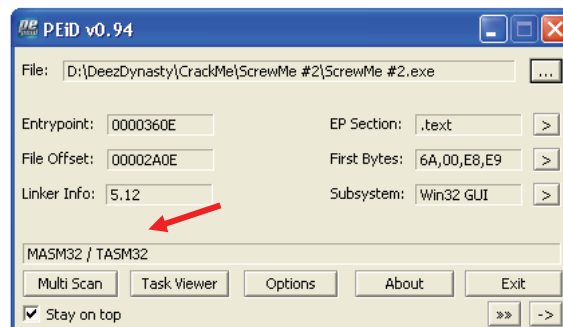 PEiD v0.94
File: D:\DeezDynasty\CrackMe\ScrewMe #2\ScrewMe #2.exe ...
Entrypoint: 0000360E EP Section: .text >
File Offset: 00002A0E First Bytes: 6A,00,E8,E9 >
Linker Info: 5.12 Subsystem: Win32 GUI >
MASM32 / TASM32
Multi Scan Task Viewer Options About Exit
Stay on top »» ->